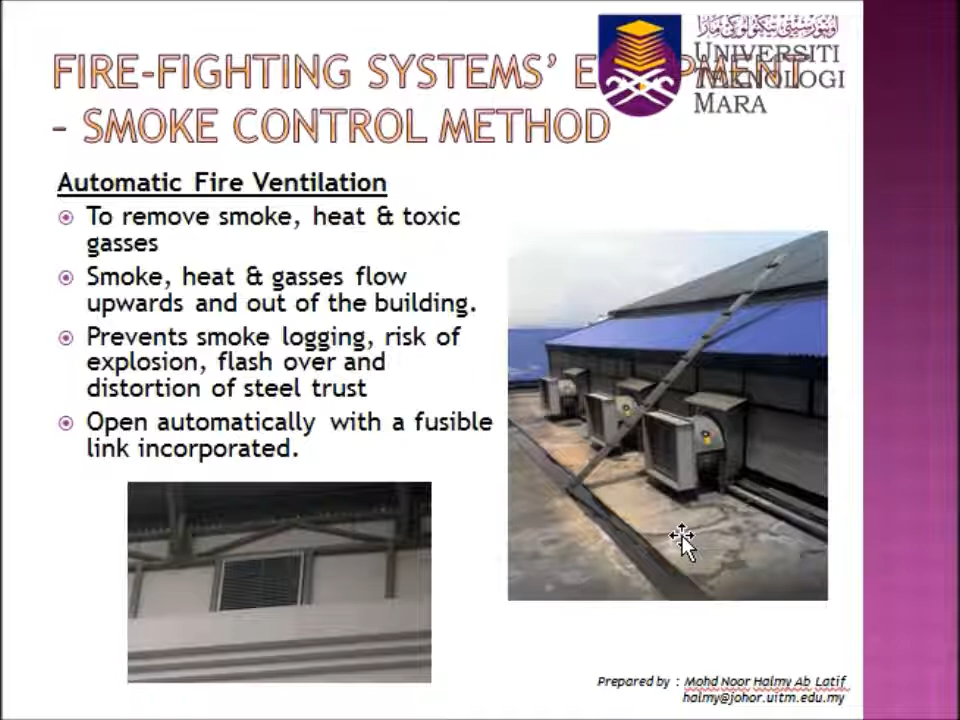 FIRE-FIGHTING SYSTEMS' E
– SMOKE CONTROL METHOD
UNIVERSITI
TEKNOLOGI
MARA
Automatic Fire Ventilation
To remove smoke, heat & toxic
gasses
Smoke, heat & gasses flow
upwards and out of the building.
Prevents smoke logging, risk of
explosion, flash over and
distortion of steel trust
Open automatically with a fusible
link incorporated.
Prepared by : Mohd Noor Halmy Ab Latif
halmy@johor.uitm.edu.my